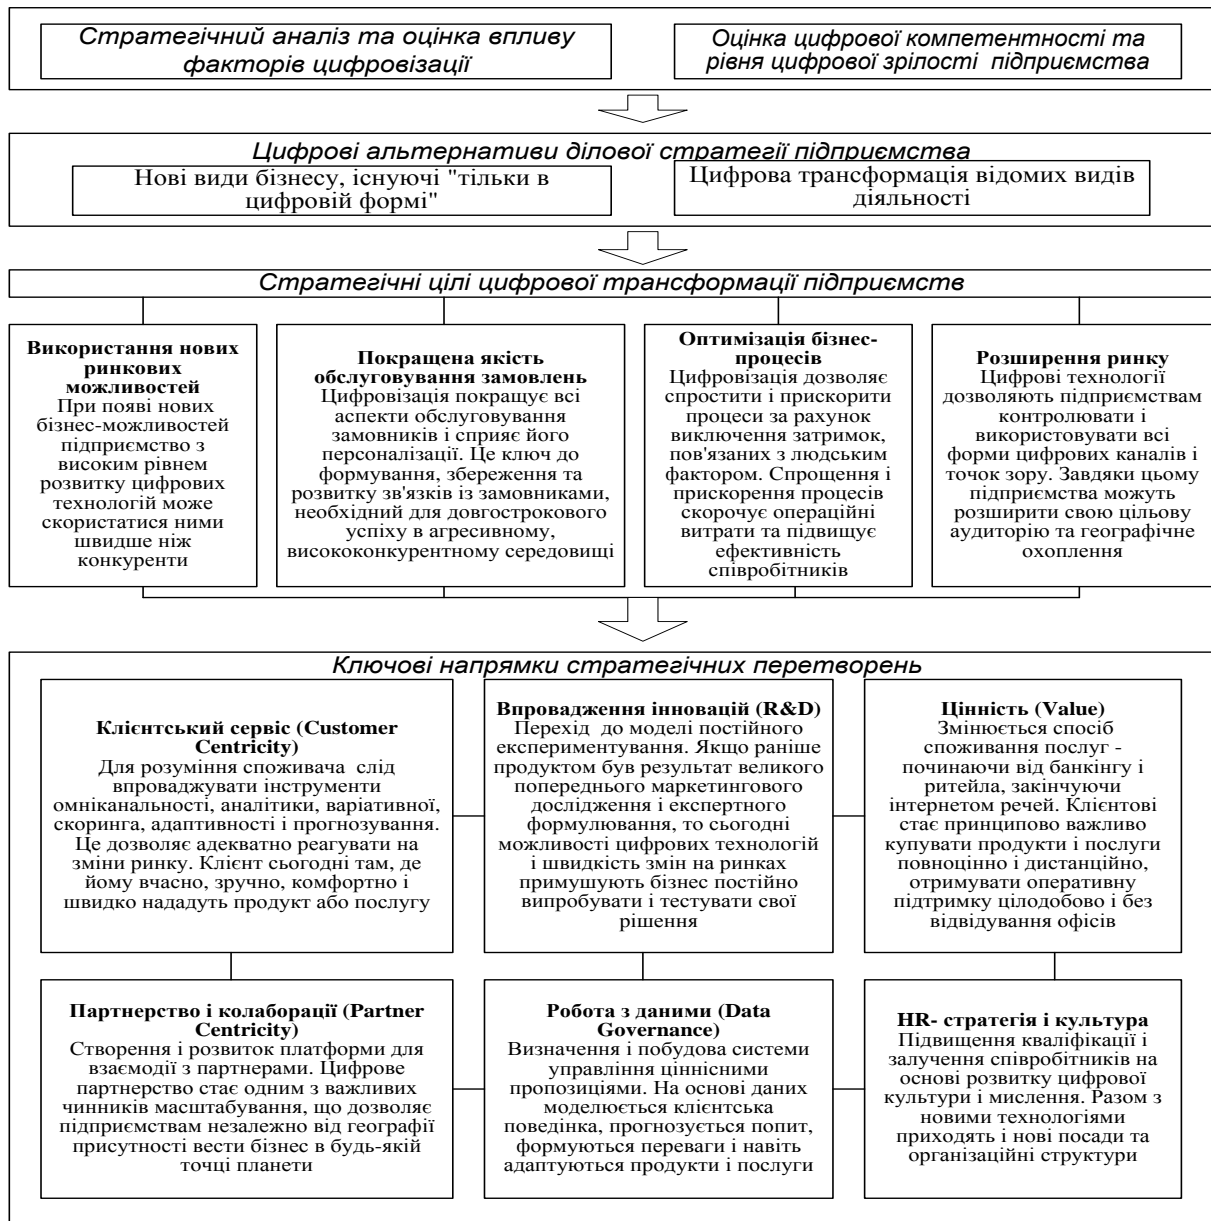 Стратегічний аналіз та оцінка впливу
факторів цифровізації
Оцінка цифрової компетентності та
рівня цифрової зрілості підприємства
Цифрові альтернативи ділової стратегії підприємства
Нові види бізнесу, існуючі "тільки в
цифровій формі"
Цифрова трансформація відомих видів
діяльності
Стратегічні цілі цифрової трансформації підприємств
Використання нових
ринкових
можливостей
При появі нових
бізнес-можливостей
підприємство з
високим рівнем
розвитку цифрових
технологій може
скористатися ними
швидше ніж
конкуренти
Покращена якість
обслуговування замовлень
Цифровізація покращує всі
аспекти обслуговування
замовників і сприяє його
персоналізації. Це ключ до
формування, збереження та
розвитку зв'язків із замовниками,
необхідний для довгострокового
успіху в агресивному,
висококонкурентному середовищі
Оптимізація бізнес-
процесів
Цифровізація дозволяє
спростити і прискорити
процеси за рахунок
виключення затримок,
пов'язаних з людським
фактором. Спрощення і
прискорення процесів
скорочує операційні
витрати та підвищує
ефективність
співробітників
Розширення ринку
Цифрові технології
дозволяють підприємствам
контролювати і
використовувати всі
форми цифрових каналів і
точок зору. Завдяки цьому
підприємства можуть
розширити свою цільову
аудиторію та географічне
охоплення
Ключові напрямки стратегічних перетворень
Клієнтський сервіс (Customer
Centricity)
Для розуміння споживача слід
впроваджувати інструменти
омніканальності, аналітики, варіативної,
скоринга, адаптивності і прогнозування.
Це дозволяє адекватно реагувати на
зміни ринку. Клієнт сьогодні там, де
йому вчасно, зручно, комфортно і
швидко нададуть продукт або послугу
Впровадження інновацій (R&D)
Перехід до моделі постійного
експериментування. Якщо раніше
продуктом був результат великого
попереднього маркетингового
дослідження і експертного
формулювання, то сьогодні
можливості цифрових технологій
і швидкість змін на ринках
примушують бізнес постійно
випробувати і тестувати свої
рішення
Цінність (Value)
Змінюється спосіб
споживання послуг -
починаючи від банкінгу і
ритейла, закінчуючи
інтернетом речей. Клієнтові
стає принципово важливо
купувати продукти і послуги
повноцінно і дистанційно,
отримувати оперативну
підтримку цілодобово і без
відвідування офісів
Партнерство і колаборації (Partner
Centricity)
Створення і розвиток платформи для
взаємодії з партнерами. Цифрове
партнерство стає одним з важливих
чинників масштабування, що дозволяє
підприємствам незалежно від географії
присутності вести бізнес в будь-якій
точці планети
Робота з даними (Data
Governance)
Визначення і побудова системи
управління ціннісними
пропозиціями. На основі даних
моделюється клієнтська
поведінка, прогнозується попит,
формуються переваги і навіть
адаптуються продукти і послуги
HR- стратегія і культура
Підвищення кваліфікації і
залучення співробітників на
основі розвитку цифрової
культури і мислення. Разом з
новими технологіями
приходять і нові посади та
організаційні структури